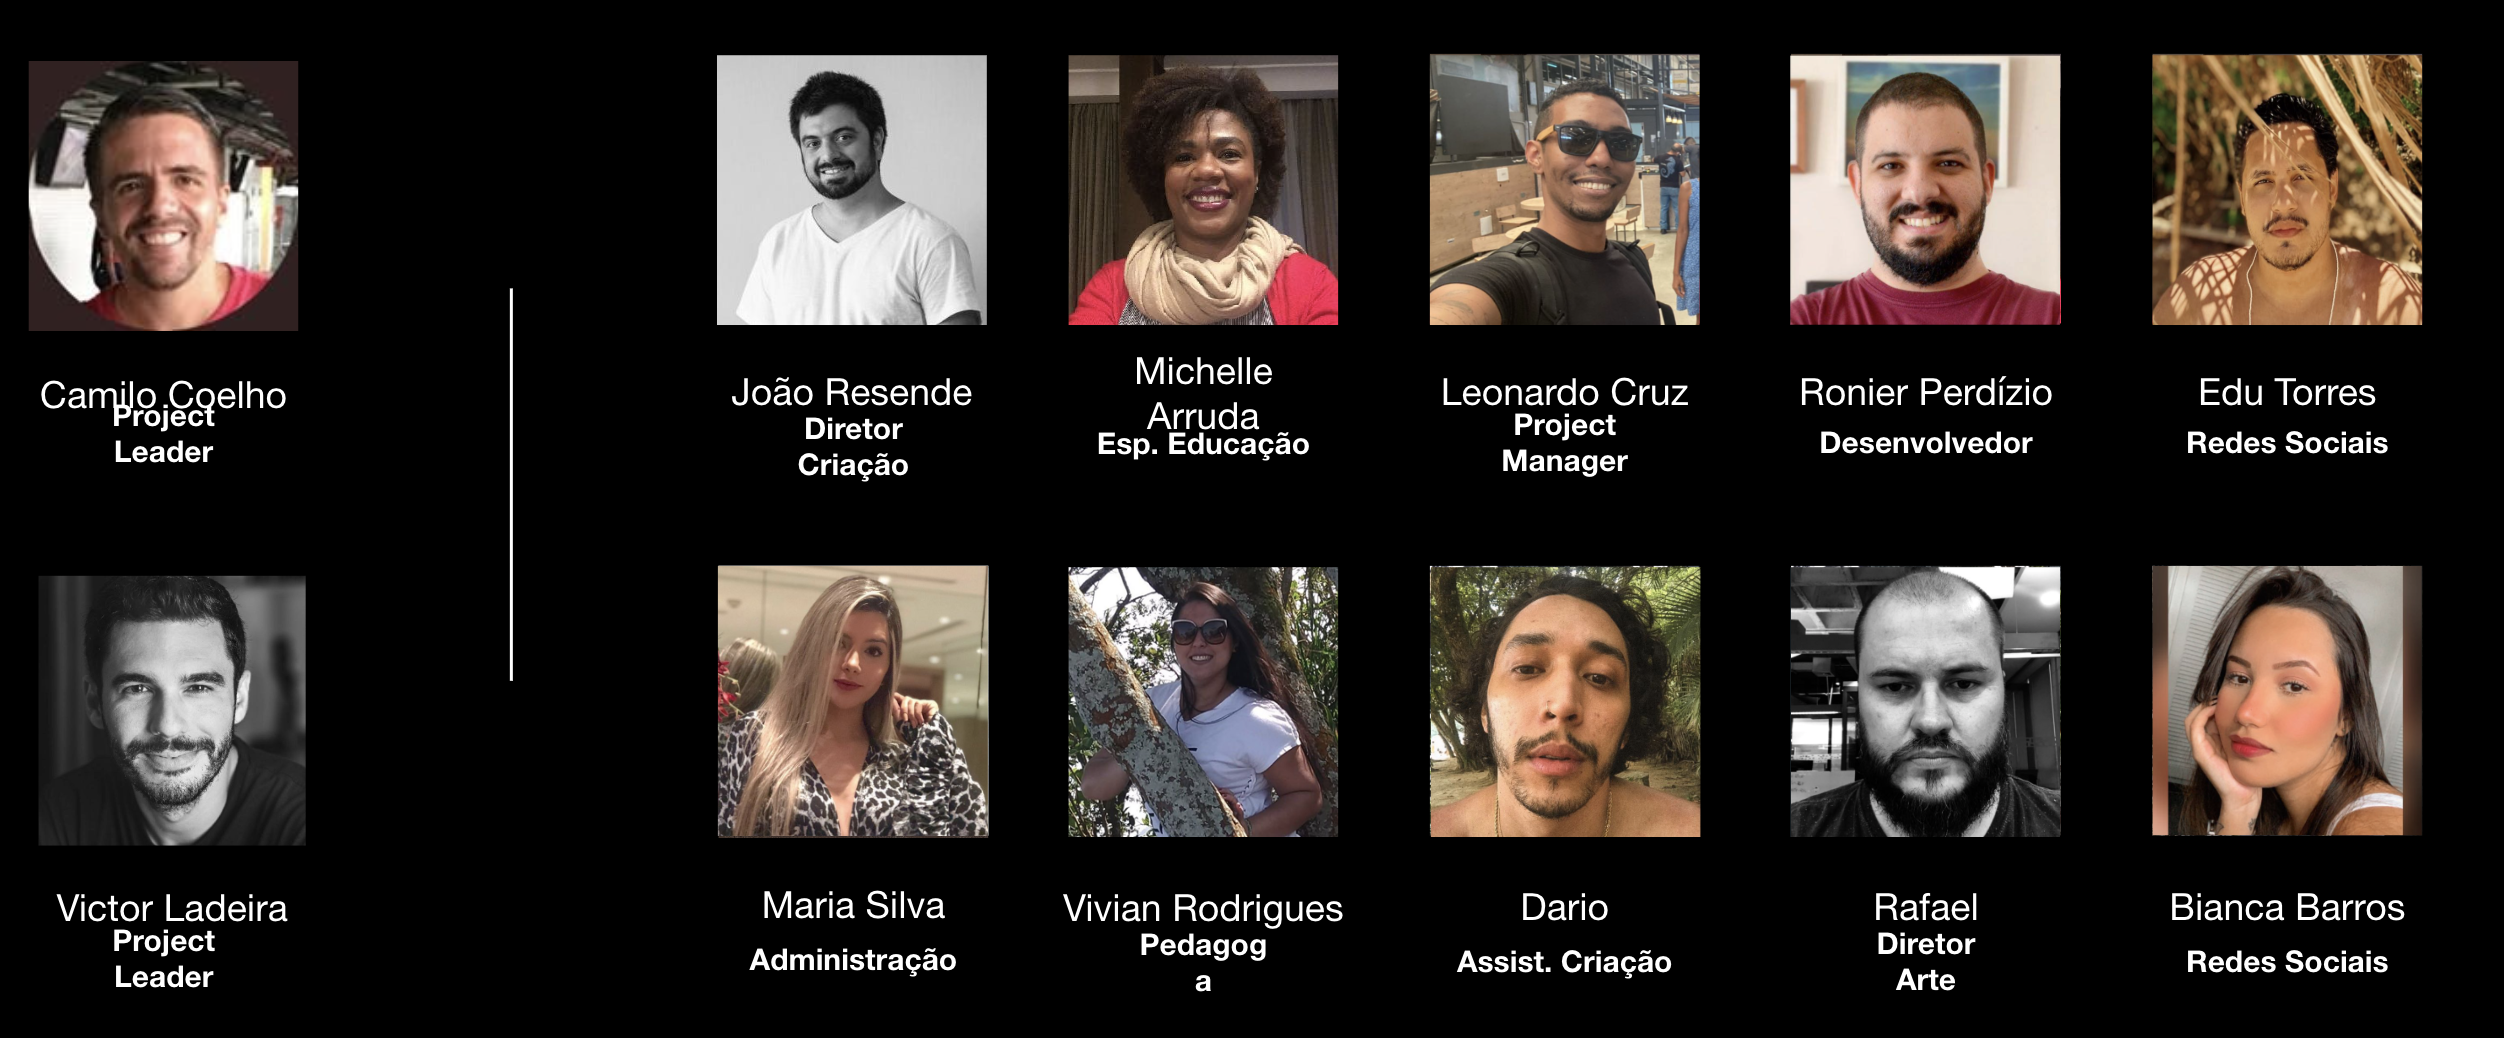 Camilo Coelho
Project
Leader
João Resende
Diretor
Criação
Michelle
Arruda
Esp. Educação
Leonardo Cruz
Project
Manager
Ronier Perdízio
Desenvolvedor
Edu Torres
Redes Sociais
Victor Ladeira
Project
Leader
Maria Silva
Administração
Vivian Rodrigues
Pedagog
a
Dario
Assist. Criação
Rafael
Diretor
Arte
Bianca Barros
Redes Sociais